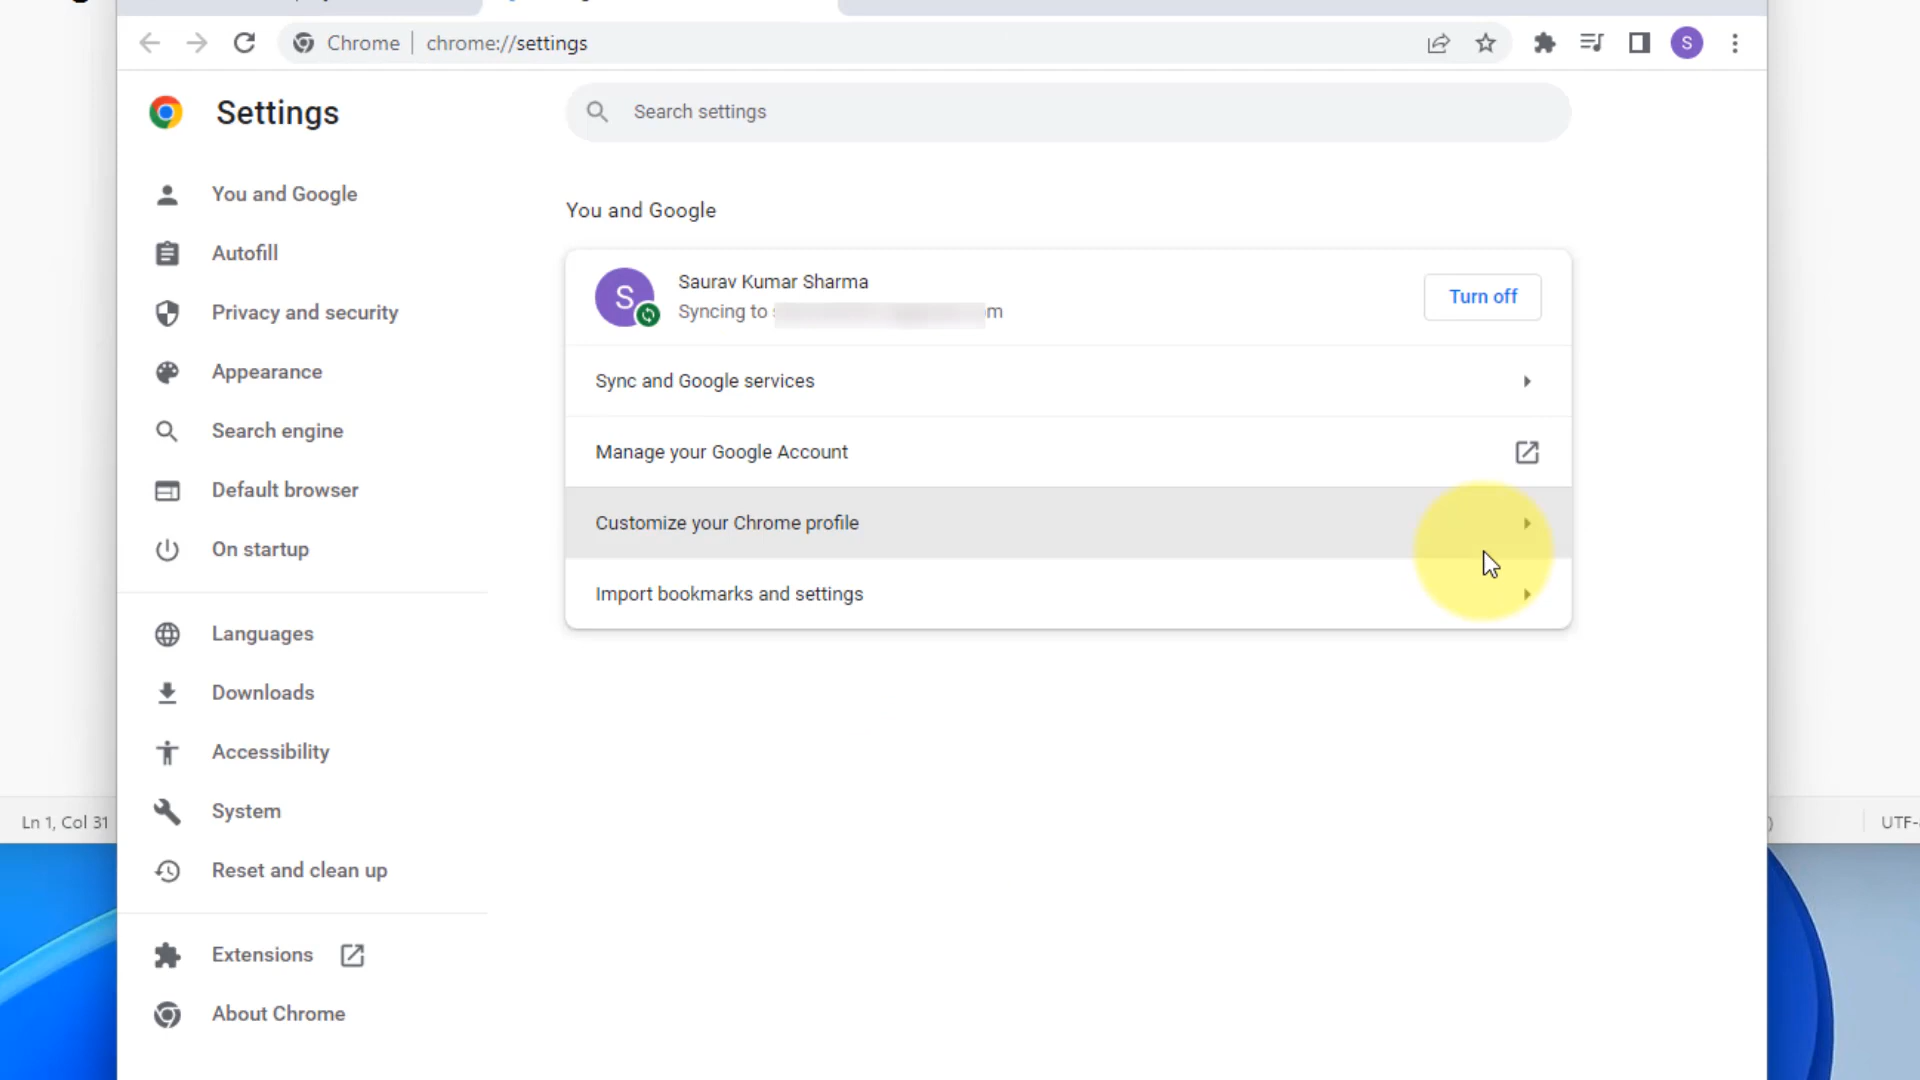 Chrome
chrome://settings
S
Settings
Search settings
You and Google
Autofill
Privacy and security
Appearance
Search engine
Default browser
On startup
Languages
Downloads
Accessibility
System
Reset and clean up
Extensions
About Chrome
You and Google
S
Saurav Kumar Sharma
Syncing to
Turn off
Sync and Google services
Manage your Google Account
Customize your Chrome profile
Import bookmarks and settings
Ln 1, Col 31
UTF-